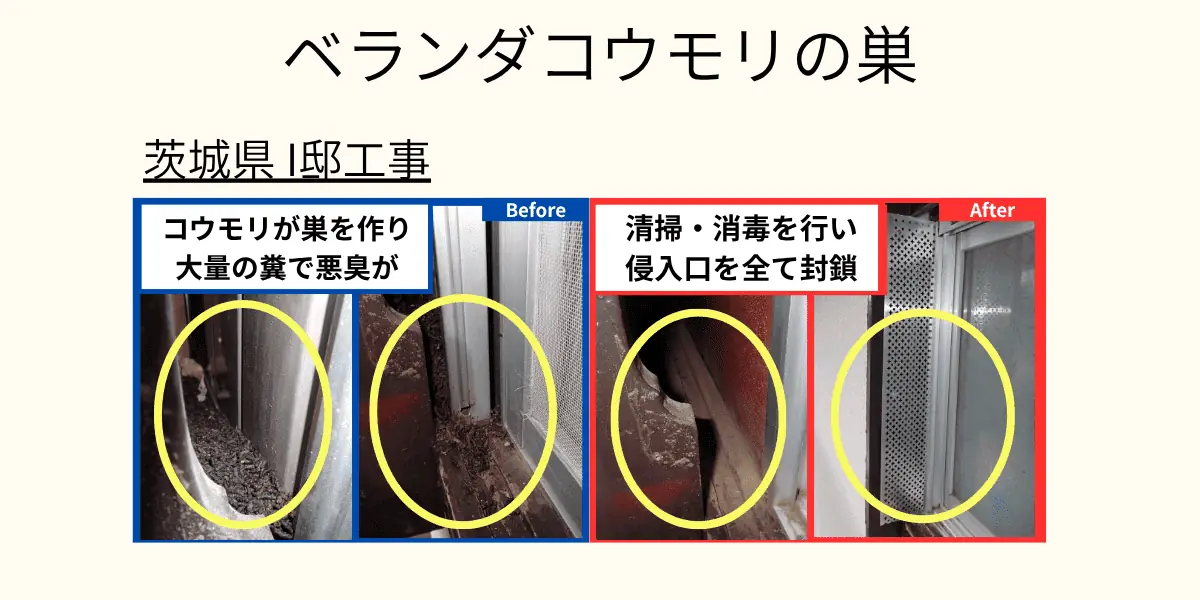 ベランダコウモリの巣
茨城県 I邸工事
コウモリが巣を作り
大量の糞で悪臭が
Before
清掃・消毒を行い
侵入口を全て封鎖
After